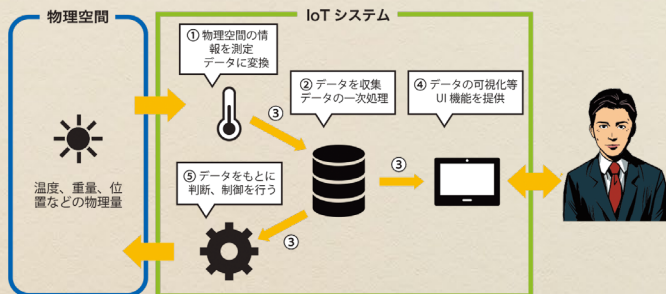 物理空間
IoT システム
① 物理空間の情
報を測定
データに変換
② データを収集
データの一次処理
④ データの可視化等
UI 機能を提供
③
③
⑤ データをもとに
判断、制御を行う
温度、重量、位
置などの物理量
③